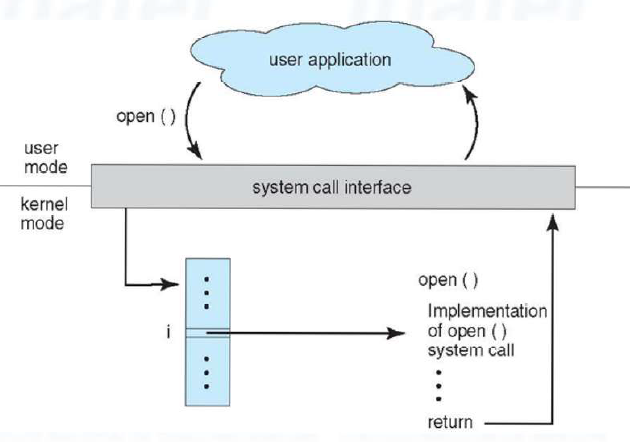 user application
open ( )
user
mode
system call interface
kernel
mode
open ( )
i
Implementation
of open ( )
system call
return